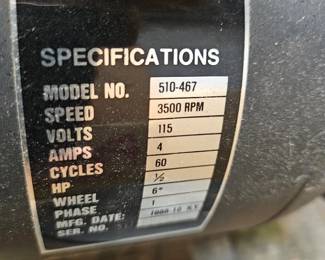 SPECIFICATIONS
MODEL NO. 510-467
SPEED 3500 RPM
VOLTS 115
AMPS 4
CYCLES 60
HP 1/2
WHEEL 6"
PHASE 1
MFG. DATE:
SER. NO.